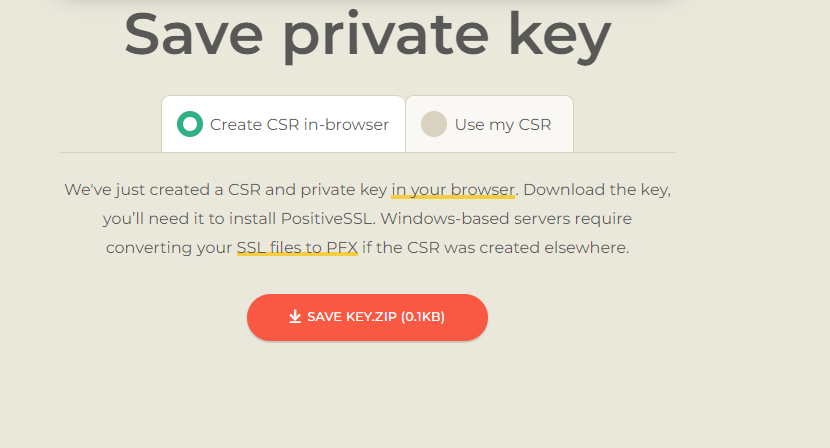 Save private key
Create CSR in-browser
Use my CSR
We've just created a CSR and private key in your browser. Download the key,
you'll need it to install PositiveSSL. Windows-based servers require
converting your SSL files to PFX if the CSR was created elsewhere.
SAVE KEY.ZIP (0.1KB)